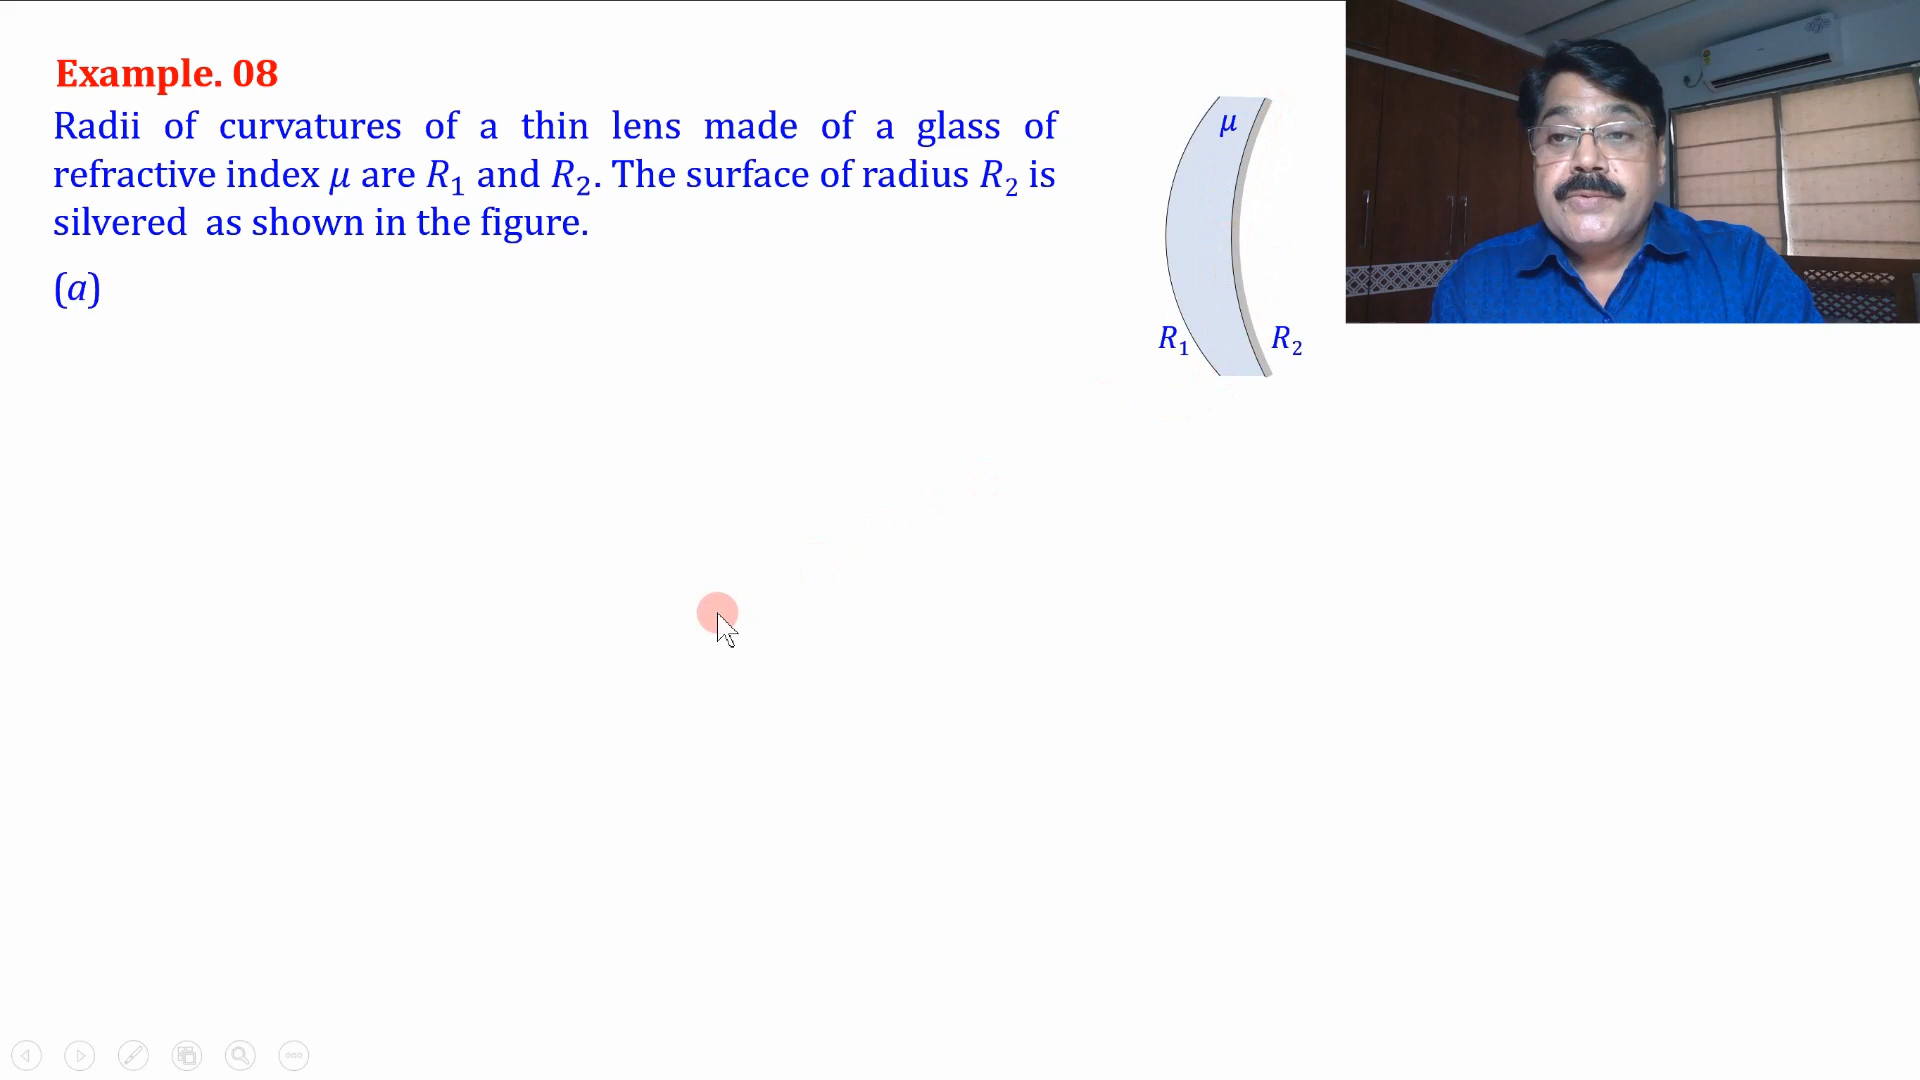 Example. 08
Radii of curvatures of a thin lens made of a glass of
refractive index μ are R₁ and R₂. The surface of radius R₂ is
silvered as shown in the figure.
(a)
μ
R₁
R₂